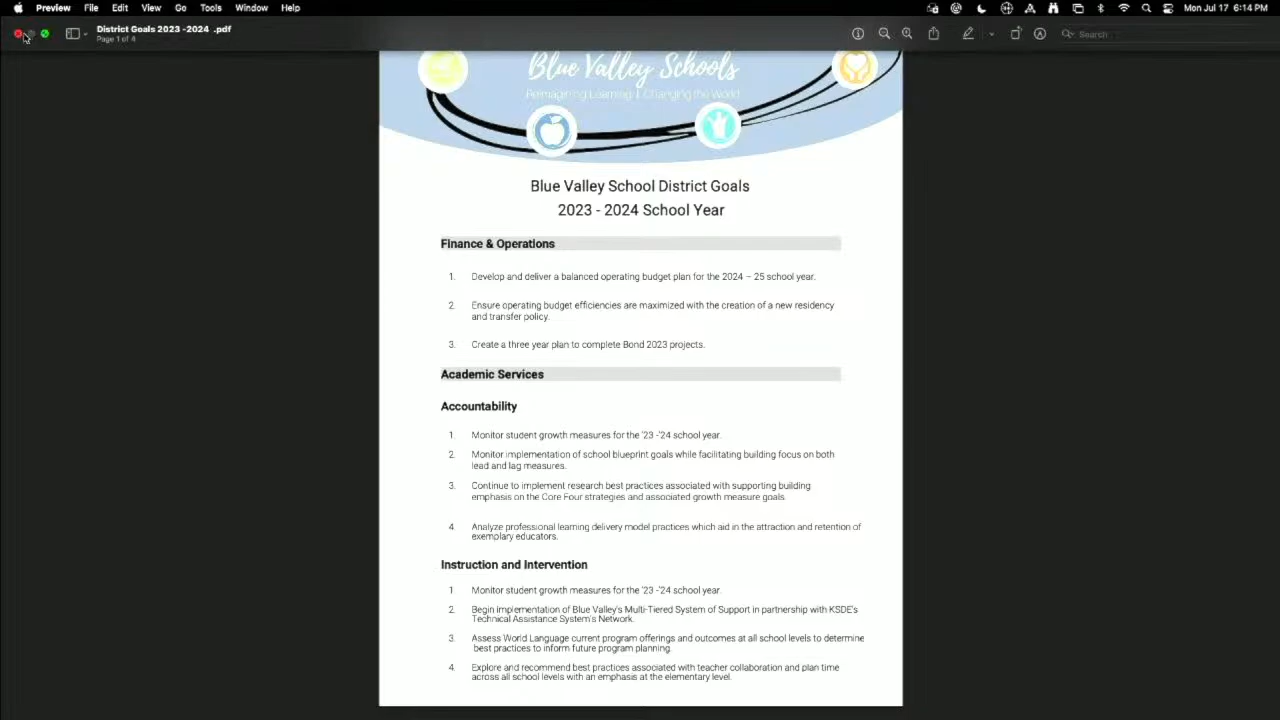 Preview File Edit View Go Tools Window Help Mon Jul 17 6:14 PM
District Goals 2023 -2024 .pdf
Page 1 of 4
Search
Blue Valley Schools
Reimagining Learning | Changing the World
Blue Valley School District Goals
2023 - 2024 School Year
Finance & Operations
1. Develop and deliver a balanced operating budget plan for the 2024 – 25 school year.
2. Ensure operating budget efficiencies are maximized with the creation of a new residency
and transfer policy.
3. Create a three year plan to complete Bond 2023 projects.
Academic Services
Accountability
1. Monitor student growth measures for the '23 -'24 school year.
2. Monitor implementation of school blueprint goals while facilitating building focus on both
lead and lag measures.
3. Continue to implement research best practices associated with supporting building
emphasis on the Core Four strategies and associated growth measure goals.
4. Analyze professional learning delivery model practices which aid in the attraction and retention of
exemplary educators.
Instruction and Intervention
1 Monitor student growth measures for the '23 -'24 school year.
2. Begin implementation of Blue Valley's Multi-Tiered System of Support in partnership with KSDE's
Technical Assistance System's Network.
3. Assess World Language current program offerings and outcomes at all school levels to determine
best practices to inform future program planning.
4. Explore and recommend best practices associated with teacher collaboration and plan time
across all school levels with an emphasis at the elementary level.